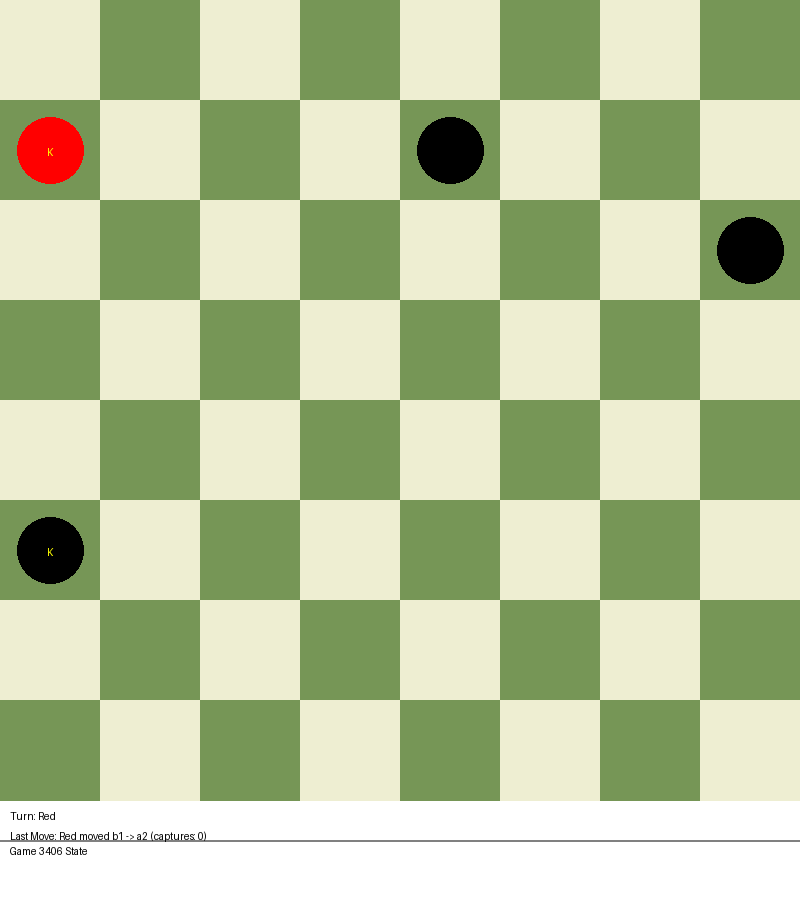 K
K
Turn: Red
Last Move: Red moved b1 -> a2 (captures: 0)
Game 3406 State